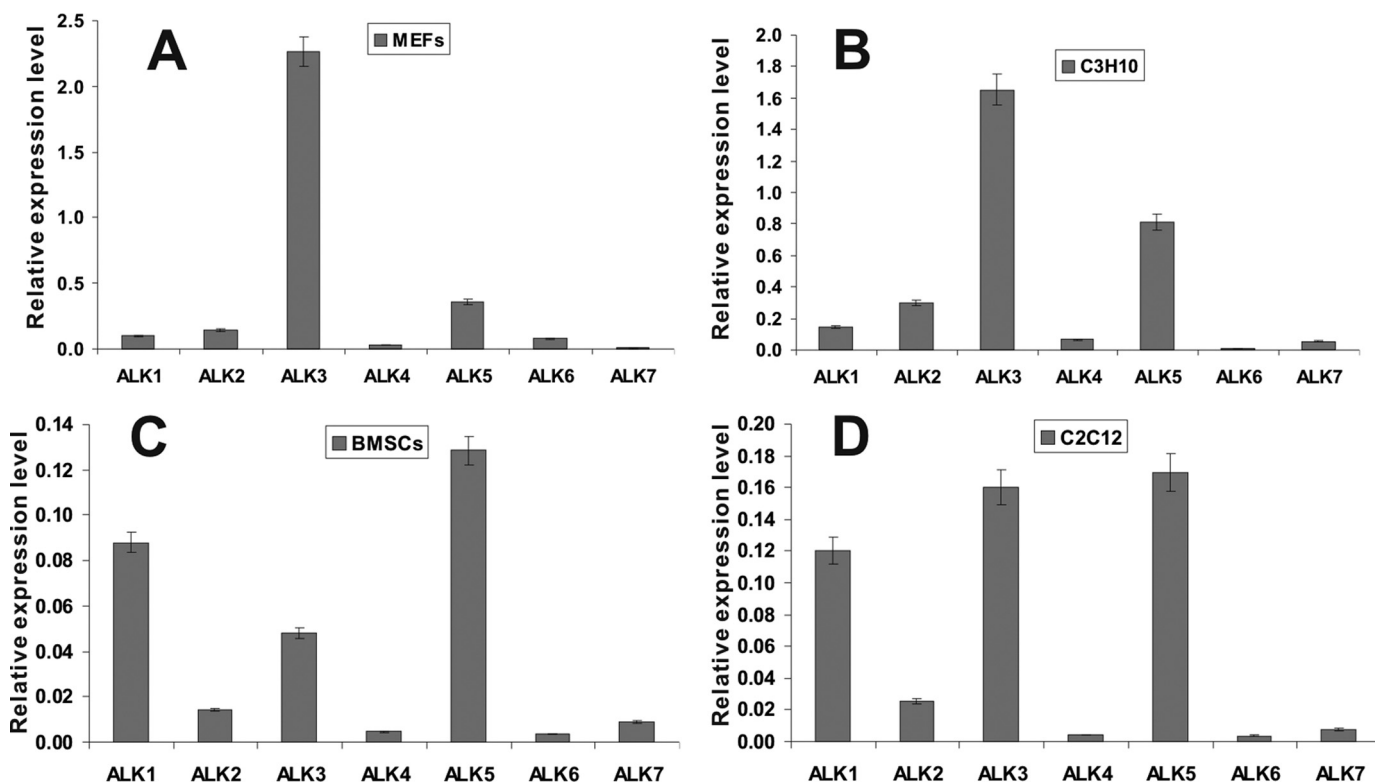 A
MEFs
Relative expression level
2.5
2.0
1.5
1.0
0.5
0.0
ALK1 ALK2 ALK3 ALK4 ALK5 ALK6 ALK7
B
C3H10
Relative expression level
2.0
1.8
1.6
1.4
1.2
1.0
0.8
0.6
0.4
0.2
0.0
ALK1 ALK2 ALK3 ALK4 ALK5 ALK6 ALK7
C
BMSCs
Relative expression level
0.14
0.12
0.10
0.08
0.06
0.04
0.02
0.00
ALK1 ALK2 ALK3 ALK4 ALK5 ALK6 ALK7
D
C2C12
Relative expression level
0.20
0.18
0.16
0.14
0.12
0.10
0.08
0.06
0.04
0.02
0.00
ALK1 ALK2 ALK3 ALK4 ALK5 ALK6 ALK7